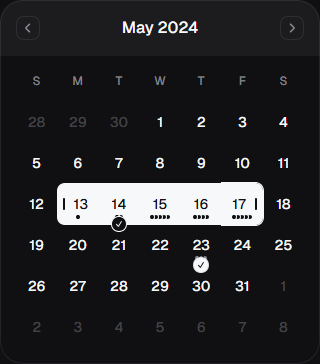 May 2024
S M T W T F S
28 29 30 1 2 3 4
5 6 7 8 9 10 11
12 13 14 15 16 17 18
19 20 21 22 23 24 25
26 27 28 29 30 31 1
2 3 4 5 6 7 8